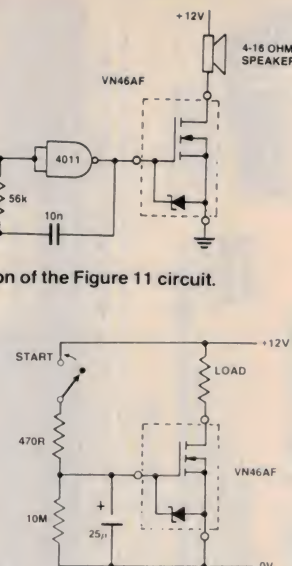 +12V
4-16 OHM
SPEAKER
VN46AF
4011
56k
10n
on of the Figure 11 circuit.
+12V
START
LOAD
470R
VN46AF
10M
+
25µ
0V